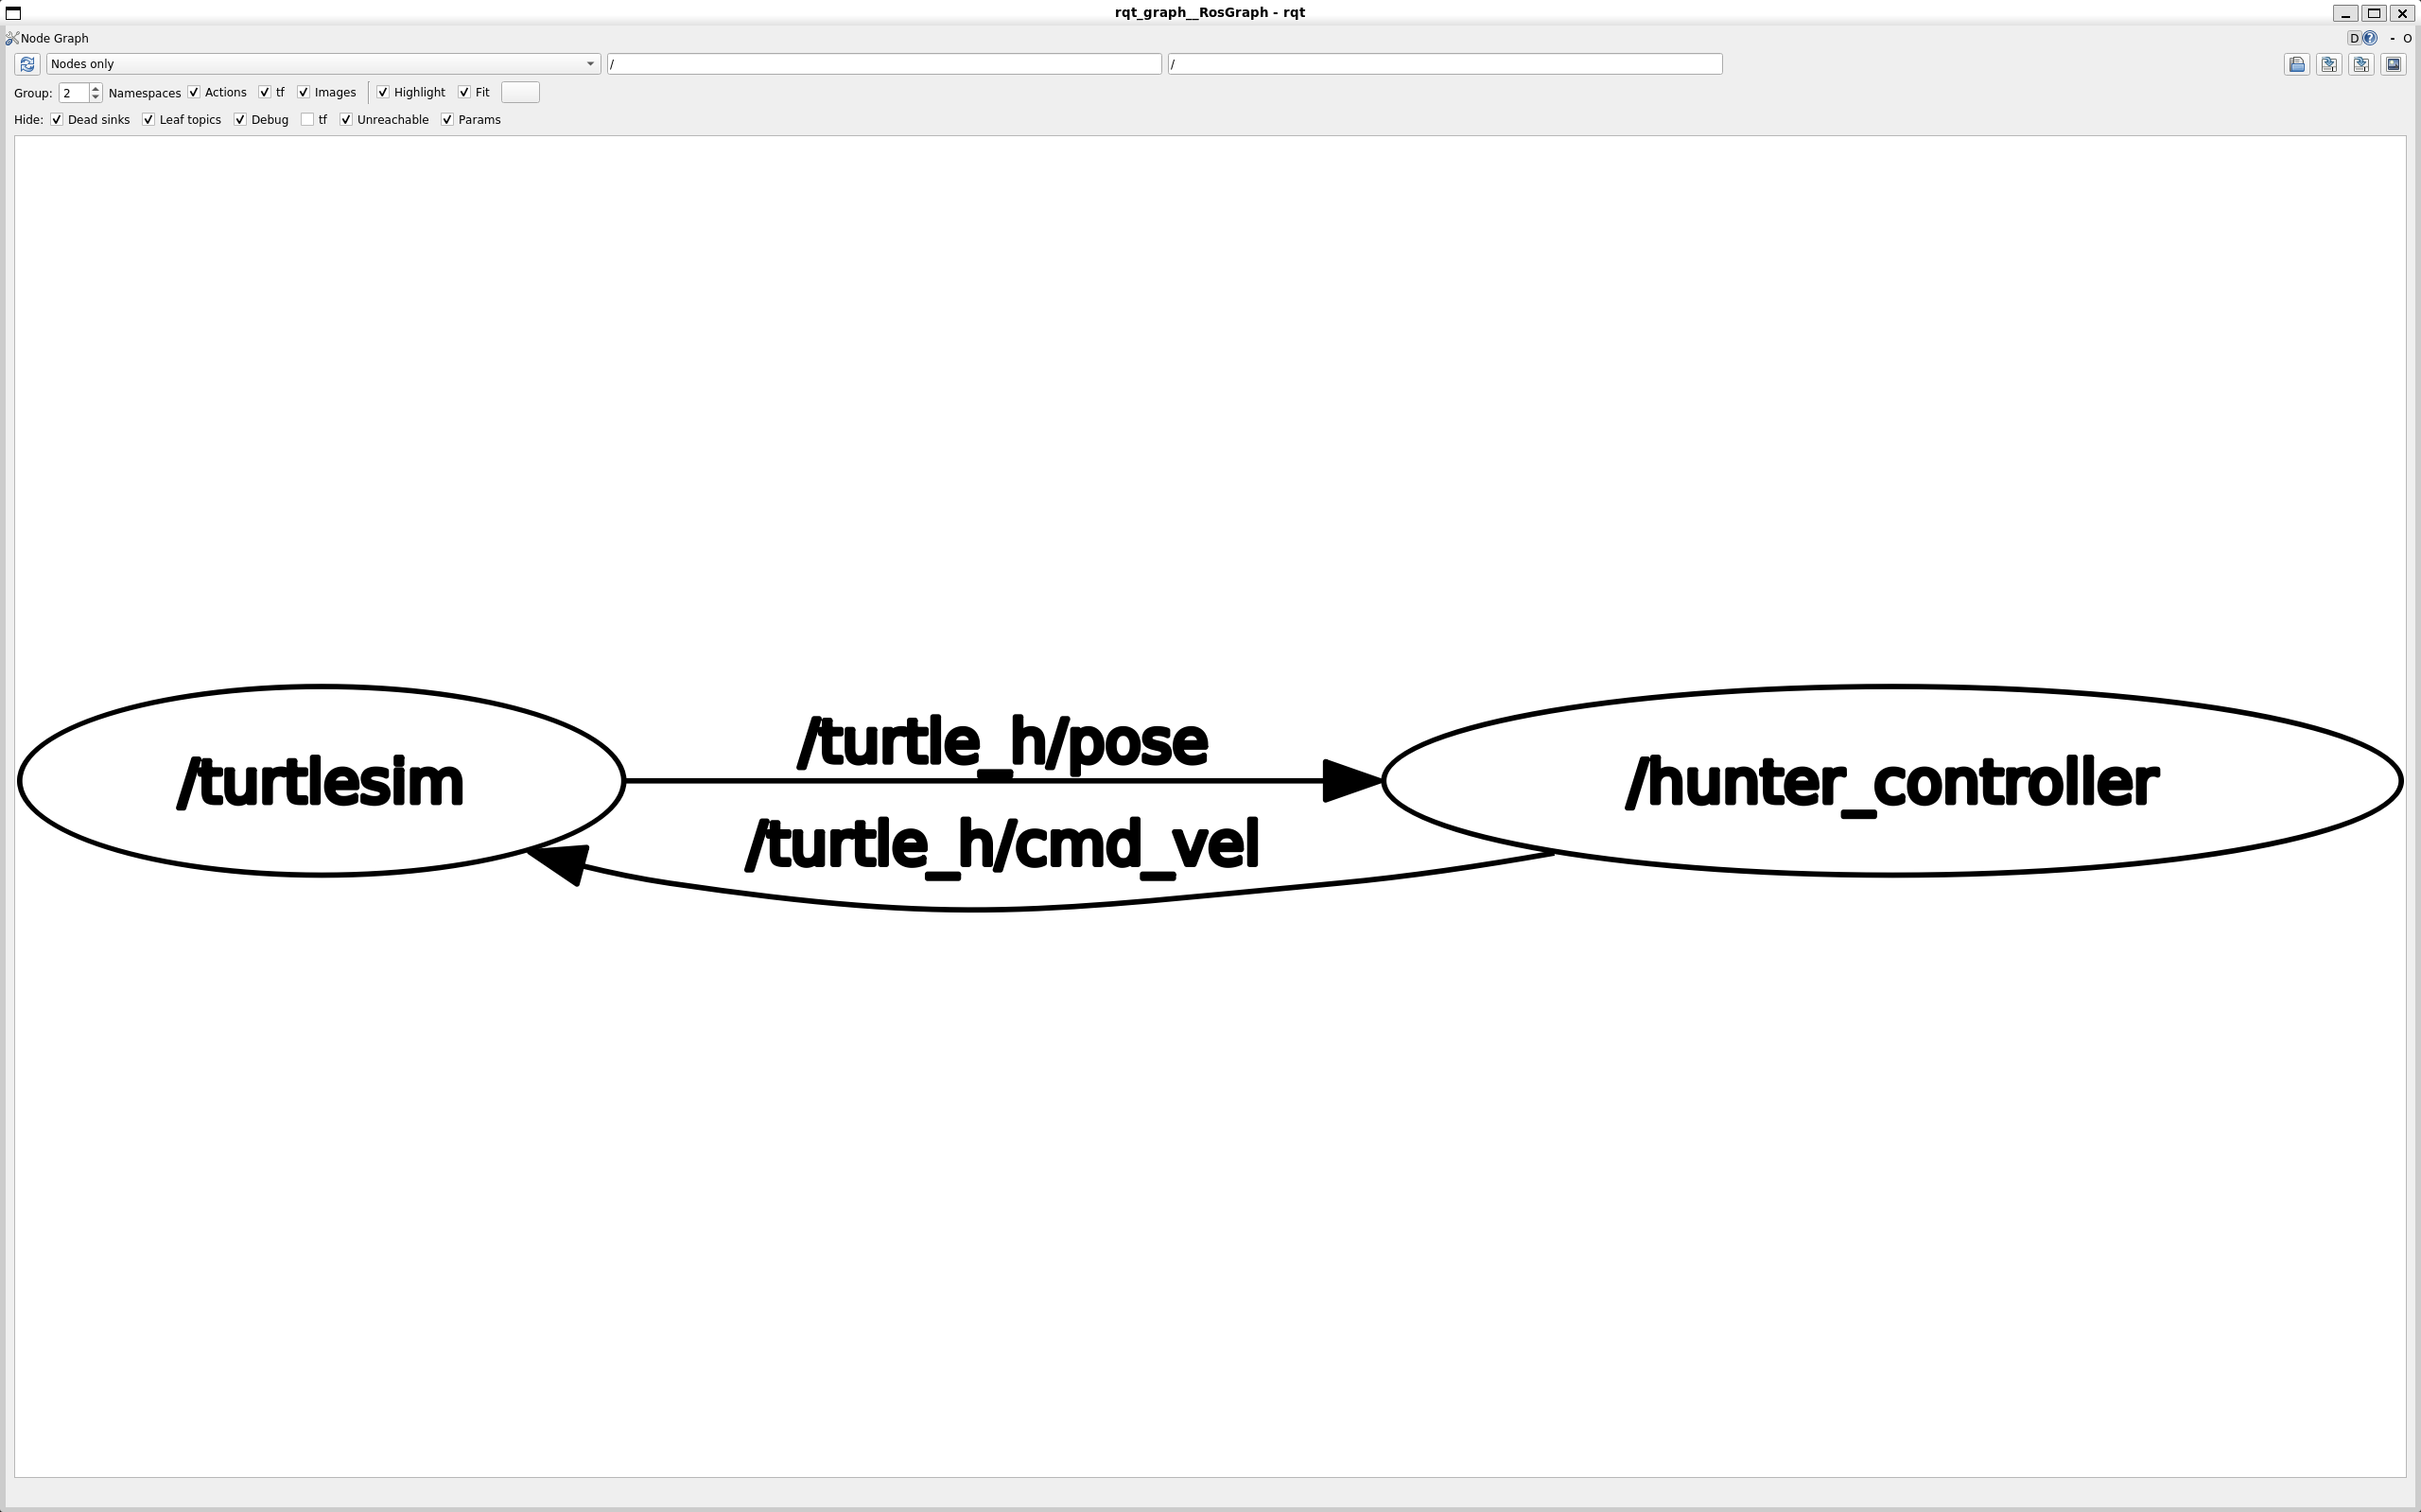 rqt_graph__RosGraph - rqt
Node Graph
D ? - O
Nodes only / /
Group: 2 Namespaces Actions tf Images Highlight Fit
Hide: Dead sinks Leaf topics Debug tf Unreachable Params
/turtle_h/pose
/turtlesim /hunter_controller
/turtle_h/cmd_vel